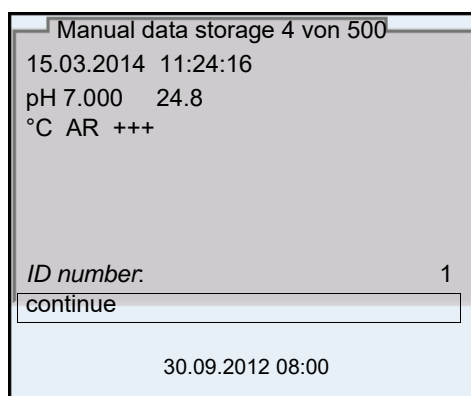 Manual data storage 4 von 500
15.03.2014 11:24:16
pH 7.000 24.8
°C AR +++
ID number: 1
continue
30.09.2012 08:00